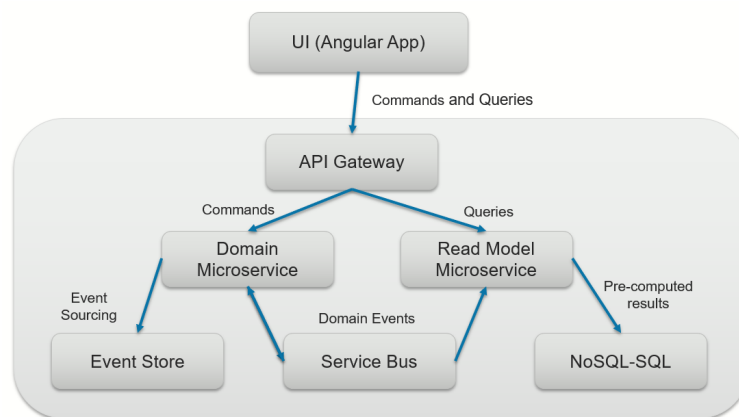 UI (Angular App)
Commands and Queries
API Gateway
Commands
Queries
Domain
Microservice
Read Model
Microservice
Event
Sourcing
Domain Events
Pre-computed
results
Event Store
Service Bus
NoSQL-SQL